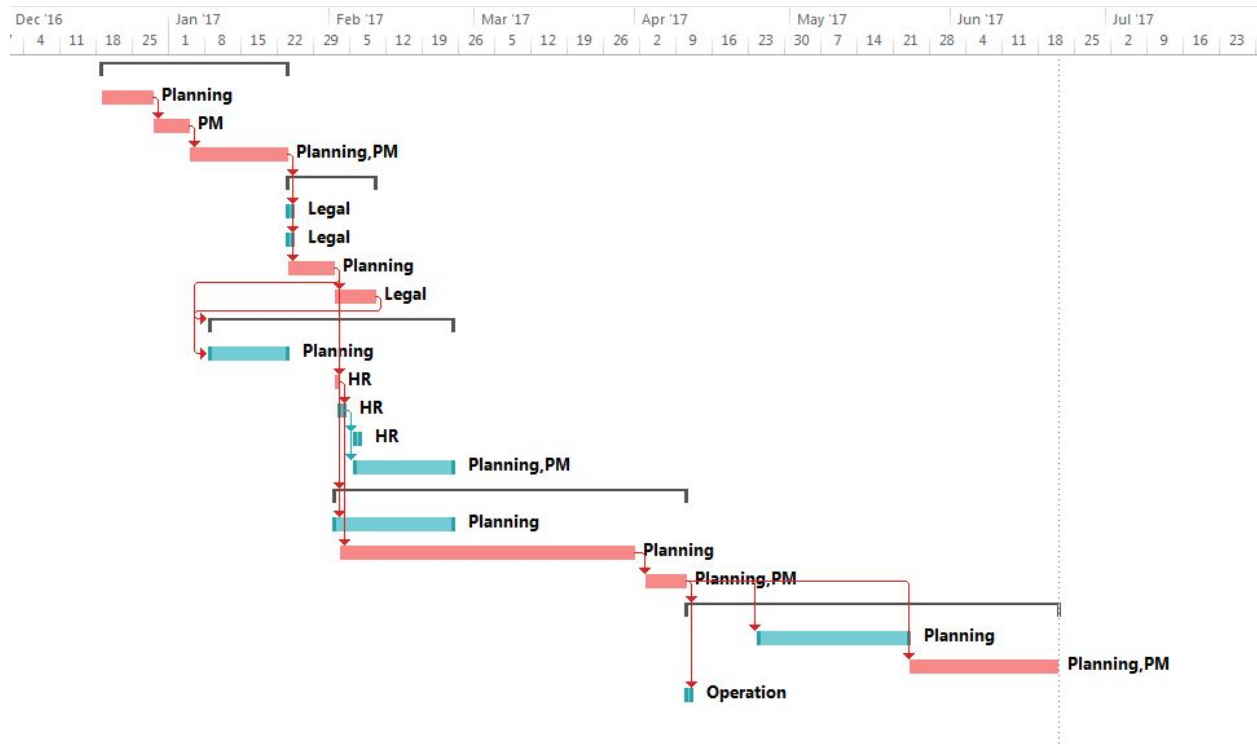 Dec '16 Jan '17 Feb '17 Mar '17 Apr '17 May '17 Jun '17 Jul '17
4 11 18 25 1 8 15 22 29 5 12 19 26 5 12 19 26 2 9 16 23 30 7 14 21 28 4 11 18 25 2 9 16 23
Planning
PM
Planning,PM
Legal
Legal
Planning
Legal
Planning
HR
HR
HR
Planning,PM
Planning
Planning
Planning,PM
Planning
Planning,PM
Operation